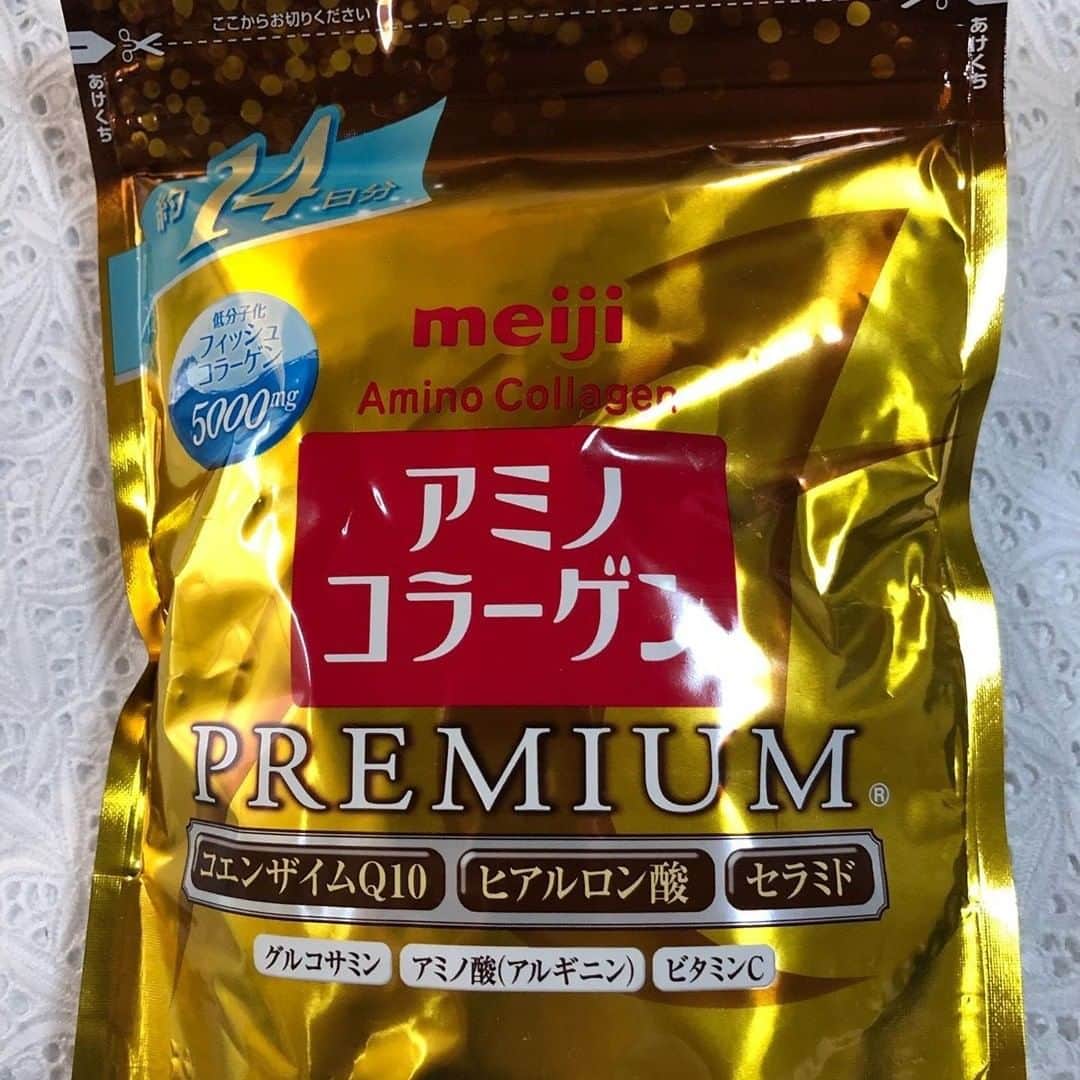 ここからお切りください
あけくち
あけくち
約14日分
低分子化
フィッシュ
コラーゲン
5000mg
meiji
Amino Collagen
アミノ
コラーゲン
PREMIUM®
コエンザイムQ10 ヒアルロン酸 セラミド
グルコサミン アミノ酸(アルギニン) ビタミンC